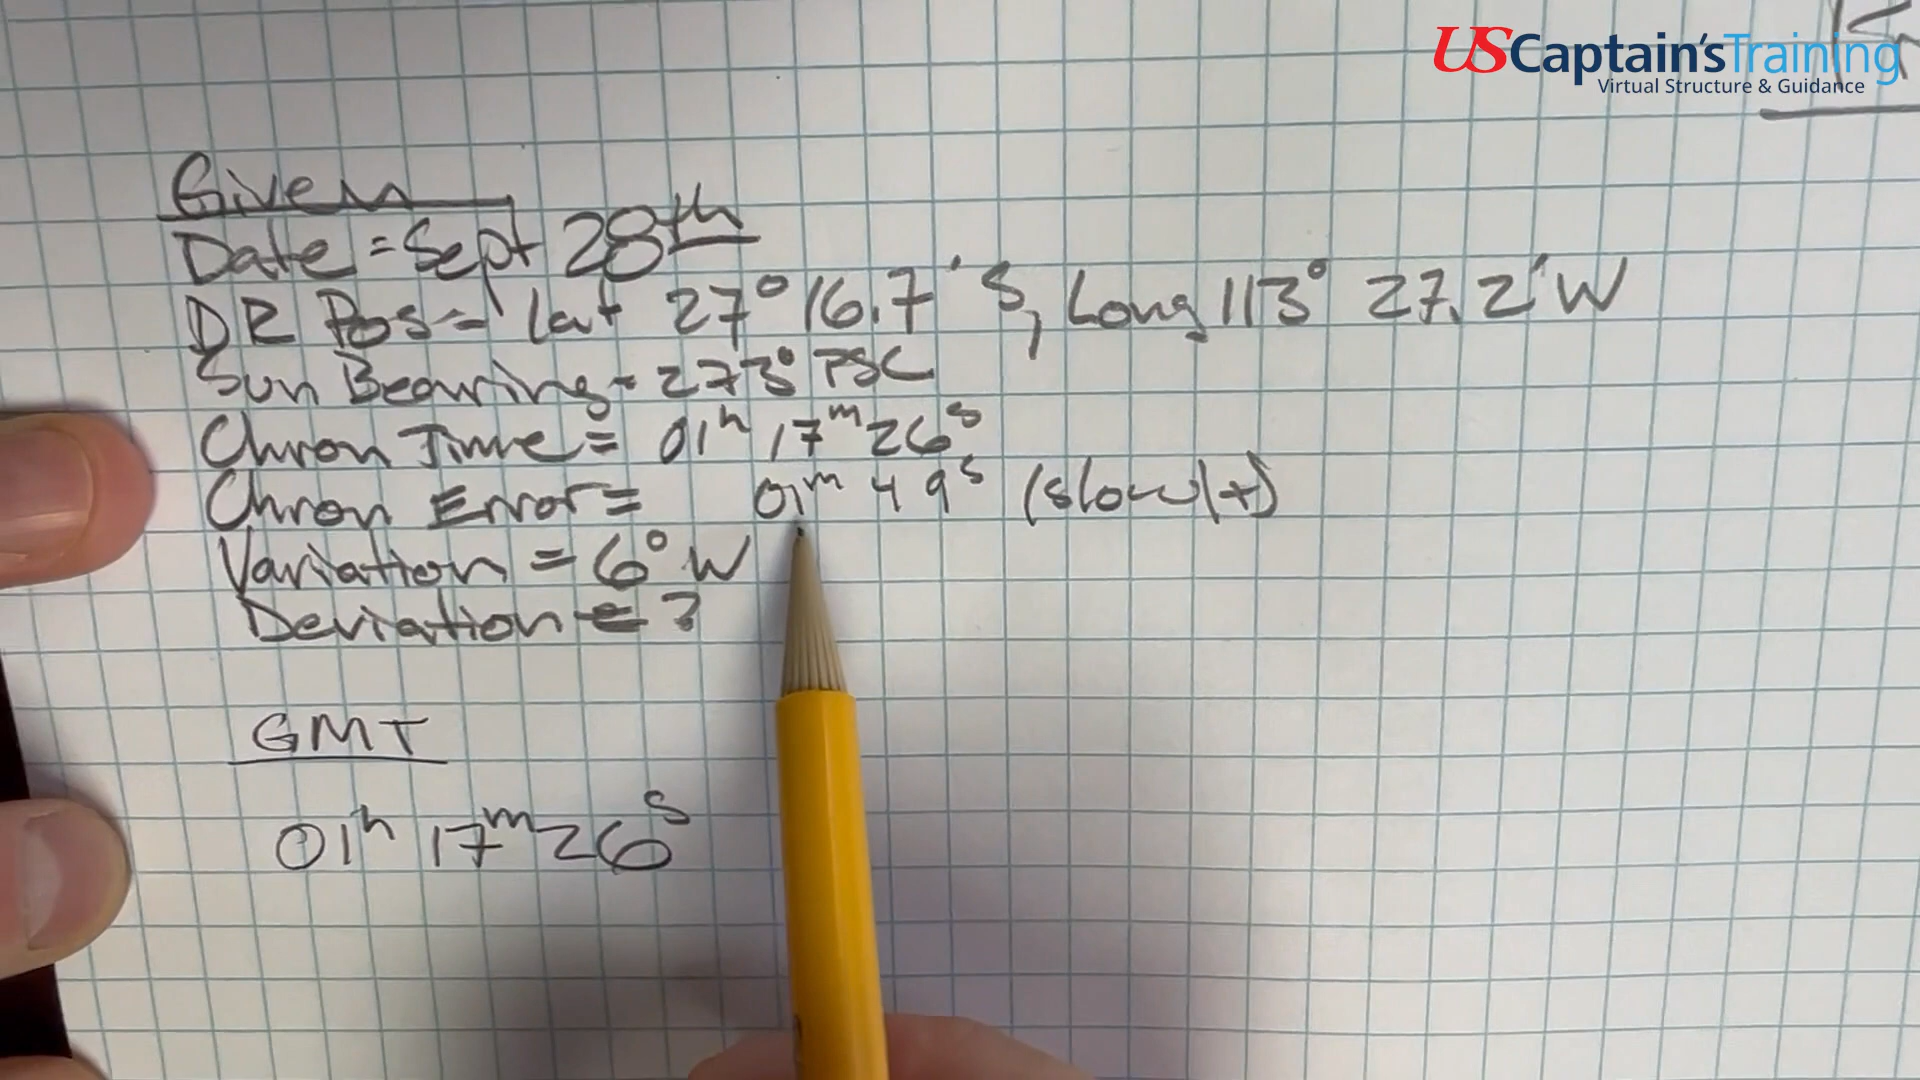 USCaptain'sTraining
Virtual Structure & Guidance
Given
Date = Sept 28th
DR Pos = Lat 27° 16.7' S, Long 113° 27.2' W
Sun Bearing = 273° PSC
Chron Time = 01h 17m 26s
Chron Error = 01m 49s (slow(+)
Variation = 6° W
Deviation = ?
GMT
01h 17m 26s